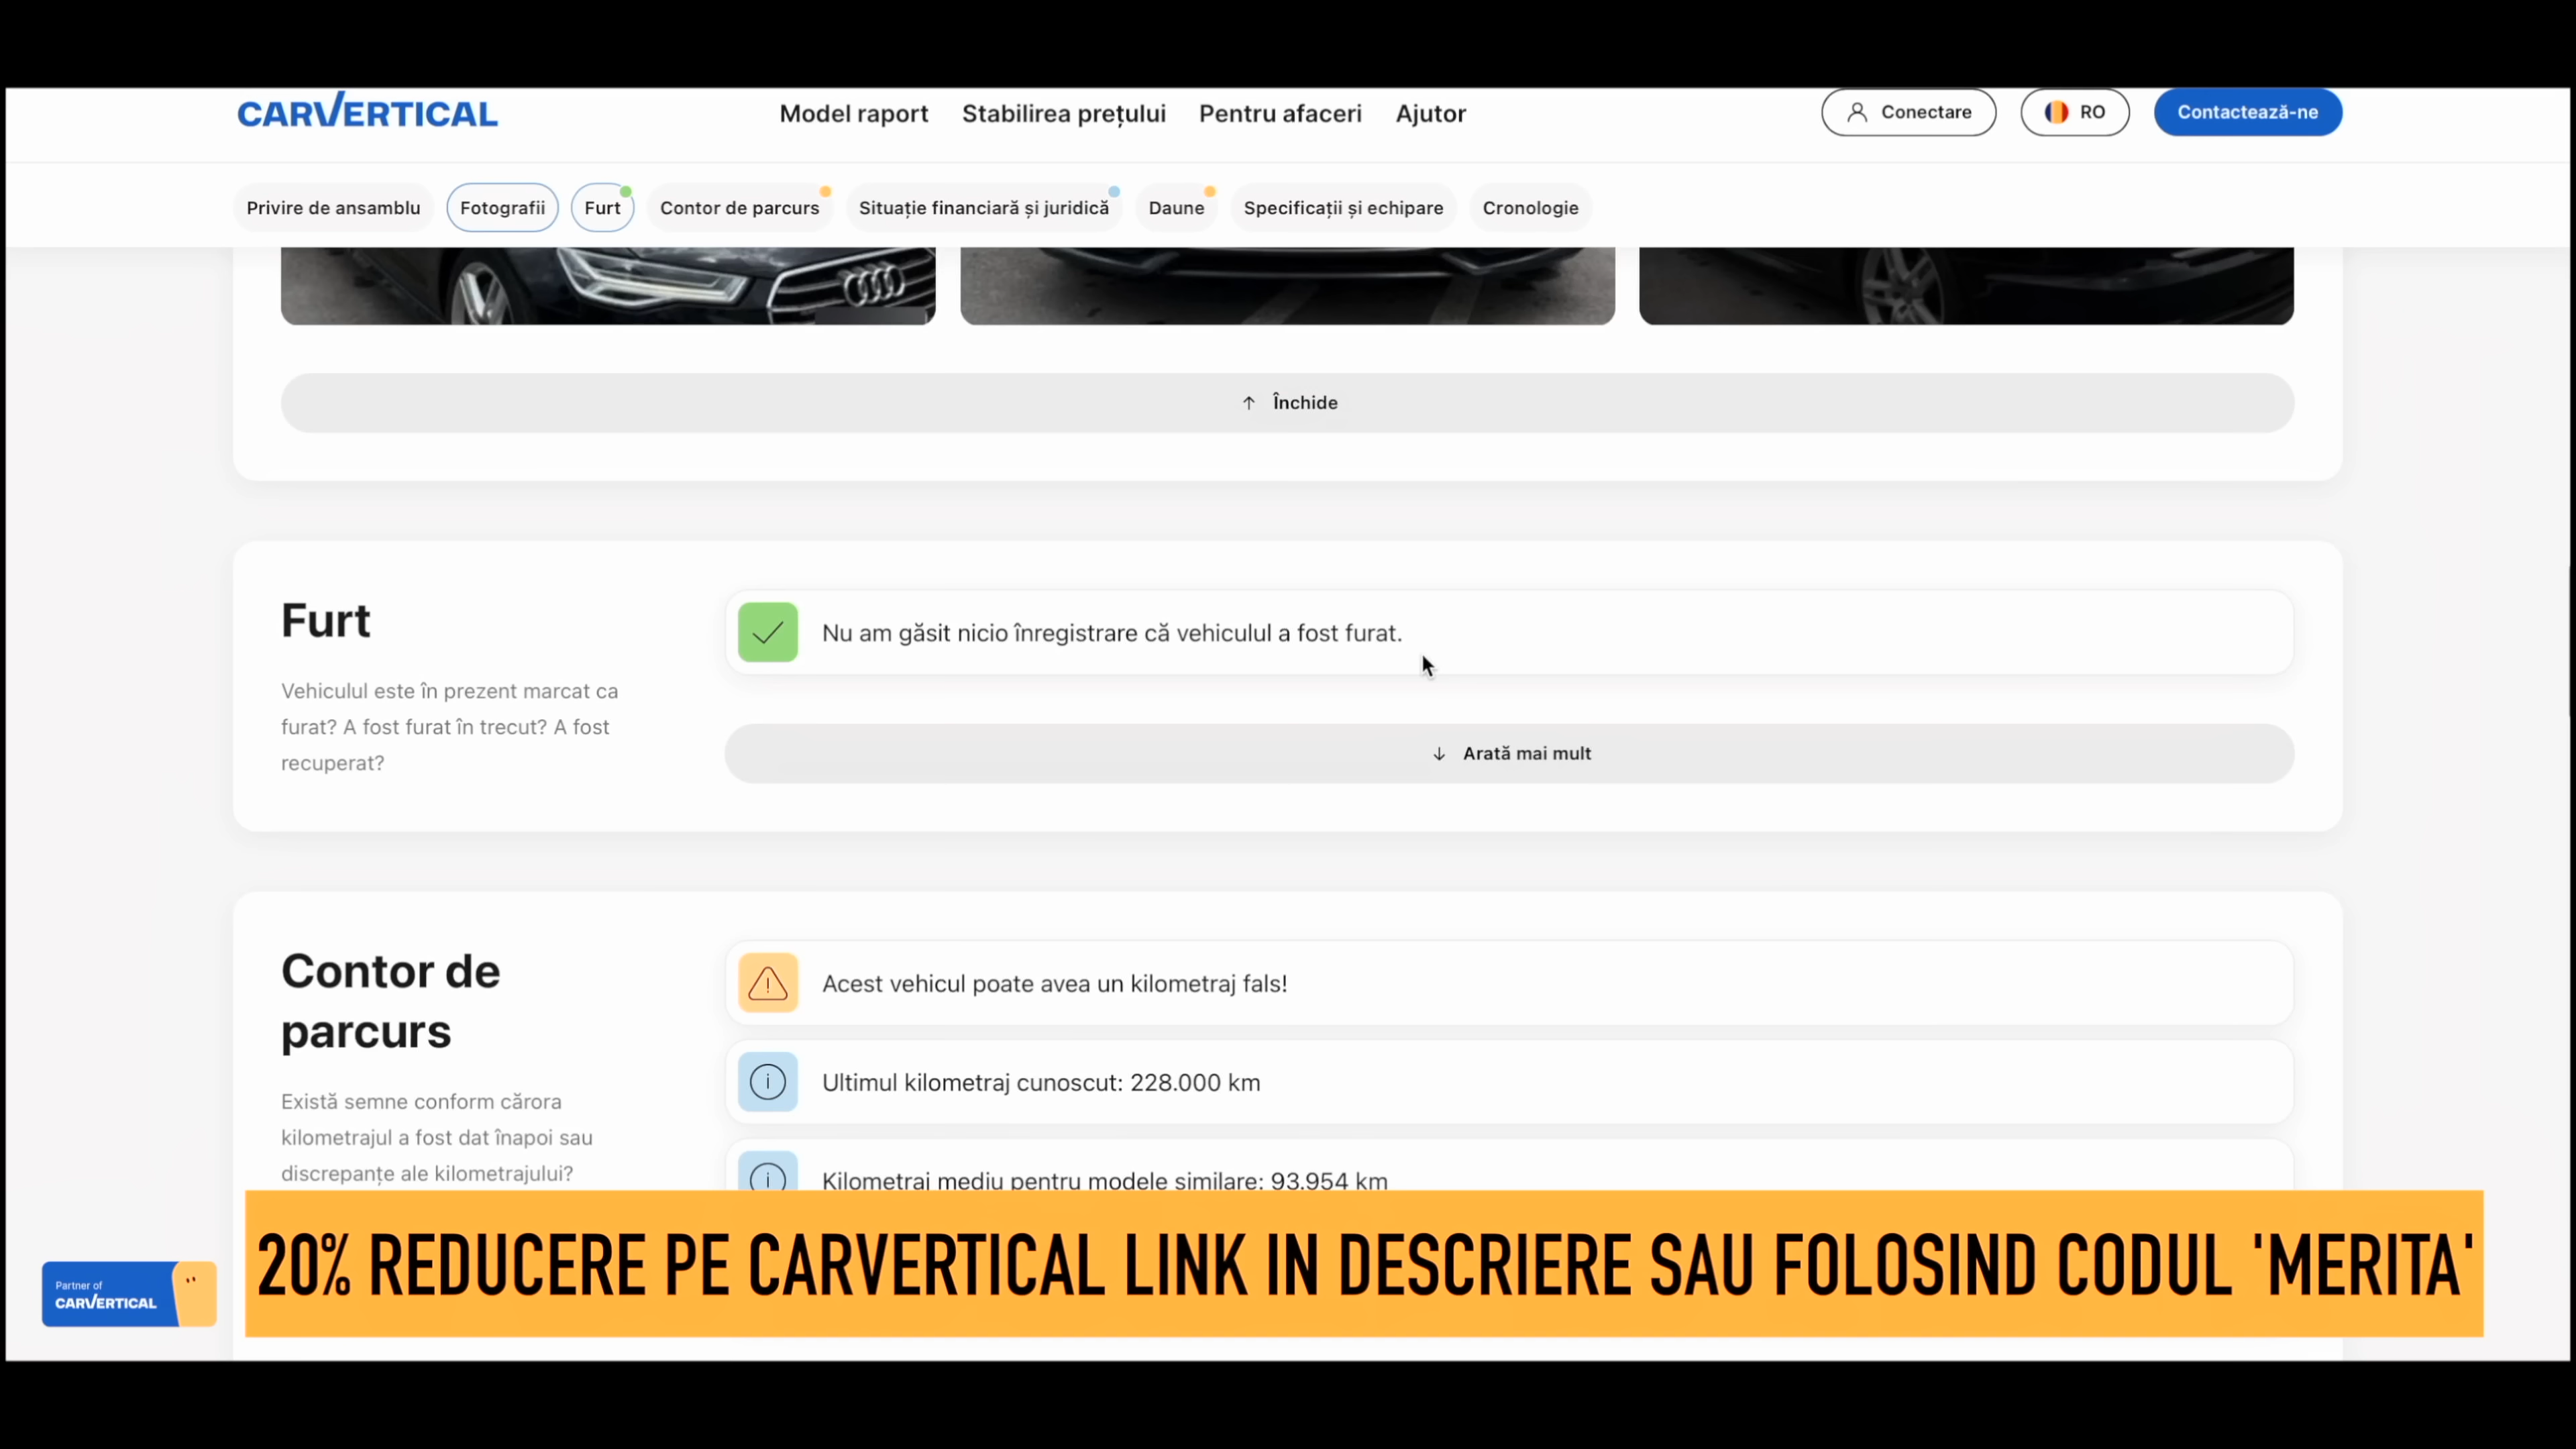 CARVERTICAL
Model raport
Stabilirea prețului
Pentru afaceri
Ajutor
Conectare
RO
Contactează-ne
Privire de ansamblu
Fotografii
Furt
Contor de parcurs
Situație financiară și juridică
Daune
Specificații și echipare
Cronologie
Închide
Furt
Vehiculul este în prezent marcat ca
furat? A fost furat în trecut? A fost
recuperat?
Nu am găsit nicio înregistrare că vehiculul a fost furat.
Arată mai mult
Contor de
parcurs
Există semne conform cărora
kilometrajul a fost dat înapoi sau
discrepanțe ale kilometrajului?
Acest vehicul poate avea un kilometraj fals!
Ultimul kilometraj cunoscut: 228.000 km
Kilometraj mediu pentru modele similare: 93.954 km
Partner of
CARVERTICAL
20% REDUCERE PE CARVERTICAL LINK IN DESCRIERE SAU FOLOSIND CODUL 'MERITA'